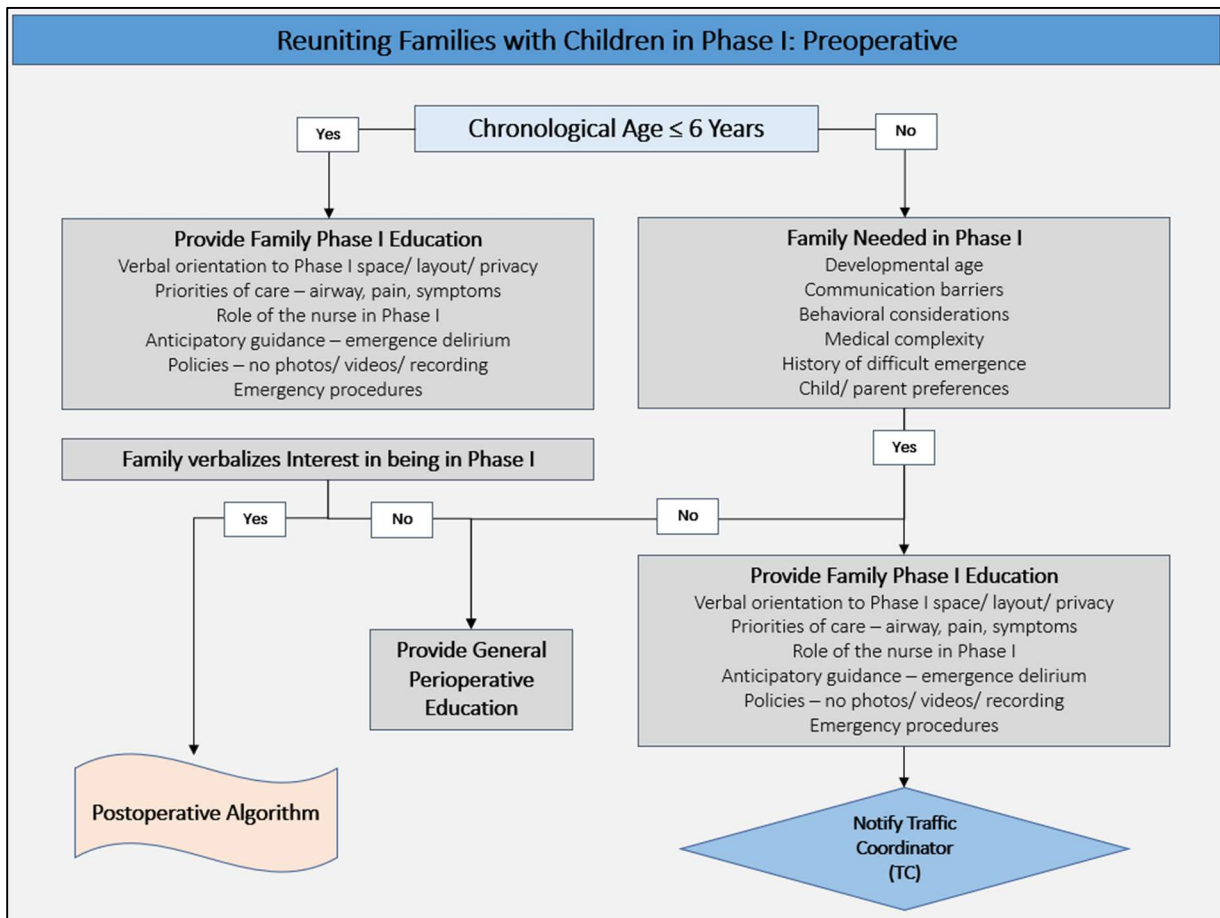 Reuniting Families with Children in Phase I: Preoperative
Chronological Age ≤ 6 Years
Yes
No
Provide Family Phase I Education
Verbal orientation to Phase I space/ layout/ privacy
Priorities of care – airway, pain, symptoms
Role of the nurse in Phase I
Anticipatory guidance – emergence delirium
Policies – no photos/ videos/ recording
Emergency procedures
Family Needed in Phase I
Developmental age
Communication barriers
Behavioral considerations
Medical complexity
History of difficult emergence
Child/ parent preferences
Family verbalizes Interest in being in Phase I
Yes
Yes
No
No
Provide General
Perioperative
Education
Provide Family Phase I Education
Verbal orientation to Phase I space/ layout/ privacy
Priorities of care – airway, pain, symptoms
Role of the nurse in Phase I
Anticipatory guidance – emergence delirium
Policies – no photos/ videos/ recording
Emergency procedures
Postoperative Algorithm
Notify Traffic
Coordinator
(TC)